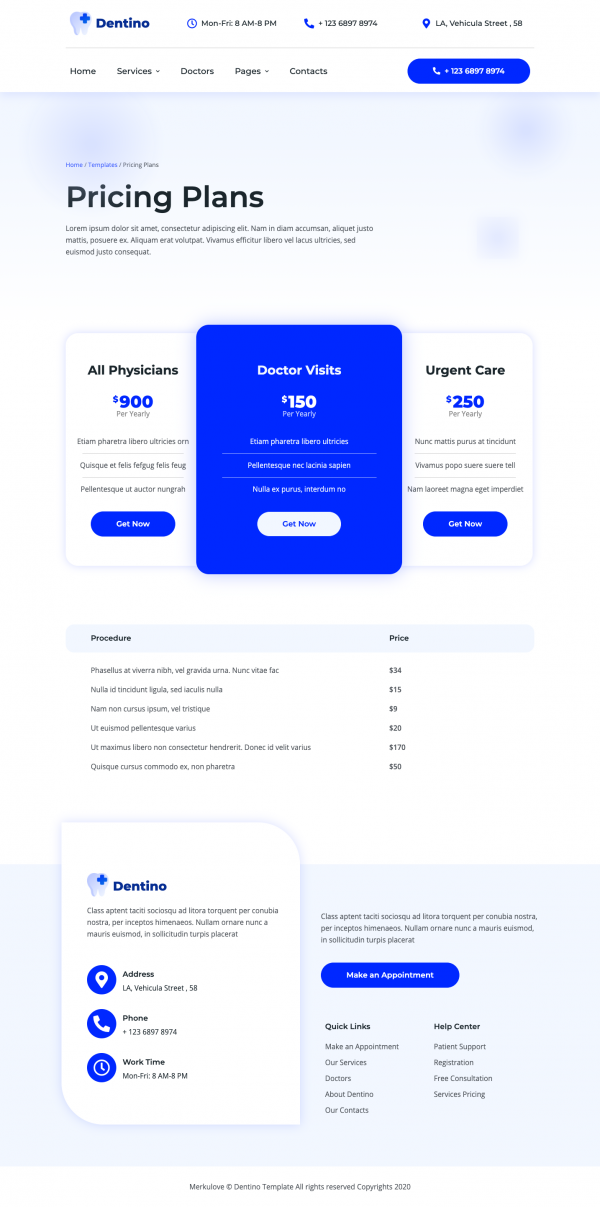 Dentino
Mon-Fri: 8 AM-8 PM
+ 123 6897 8974
LA, Vehicula Street , 58
Home
Services
Doctors
Pages
Contacts
+ 123 6897 8974
Home / Templates / Pricing Plans
Pricing Plans
Lorem ipsum dolor sit amet, consectetur adipiscing elit. Nam in diam accumsan, aliquet justo
mattis, posuere ex. Aliquam erat volutpat. Vivamus efficitur libero vel lacus ultricies, sed
euismod justo consequat.
All Physicians
$900
Per Yearly
Etiam pharetra libero ultricies orn
Quisque et felis fefgug felis feug
Pellentesque ut auctor nungrah
Get Now
Doctor Visits
$150
Per Yearly
Etiam pharetra libero ultricies
Pellentesque nec lacinia sapien
Nulla ex purus, interdum no
Get Now
Urgent Care
$250
Per Yearly
Nunc mattis purus at tincidunt
Vivamus popo suere suere tell
Nam laoreet magna eget imperdiet
Get Now
Procedure Price
Phasellus at viverra nibh, vel gravida urna. Nunc vitae fac $34
Nulla id tincidunt ligula, sed iaculis nulla $15
Nam non cursus ipsum, vel tristique $9
Ut euismod pellentesque varius $20
Ut maximus libero non consectetur hendrerit. Donec id velit varius $170
Quisque cursus commodo ex, non pharetra $50
Dentino
Class aptent taciti sociosqu ad litora torquent per conubia
nostra, per inceptos himenaeos. Nullam ornare nunc a
mauris euismod, in sollicitudin turpis placerat
Address
LA, Vehicula Street , 58
Phone
+ 123 6897 8974
Work Time
Mon-Fri: 8 AM-8 PM
Class aptent taciti sociosqu ad litora torquent per conubia nostra,
per inceptos himenaeos. Nullam ornare nunc a mauris euismod,
in sollicitudin turpis placerat
Make an Appointment
Quick Links
Make an Appointment
Our Services
Doctors
About Dentino
Our Contacts
Help Center
Patient Support
Registration
Free Consultation
Services Pricing
Merkulove © Dentino Template All rights reserved Copyrights 2020